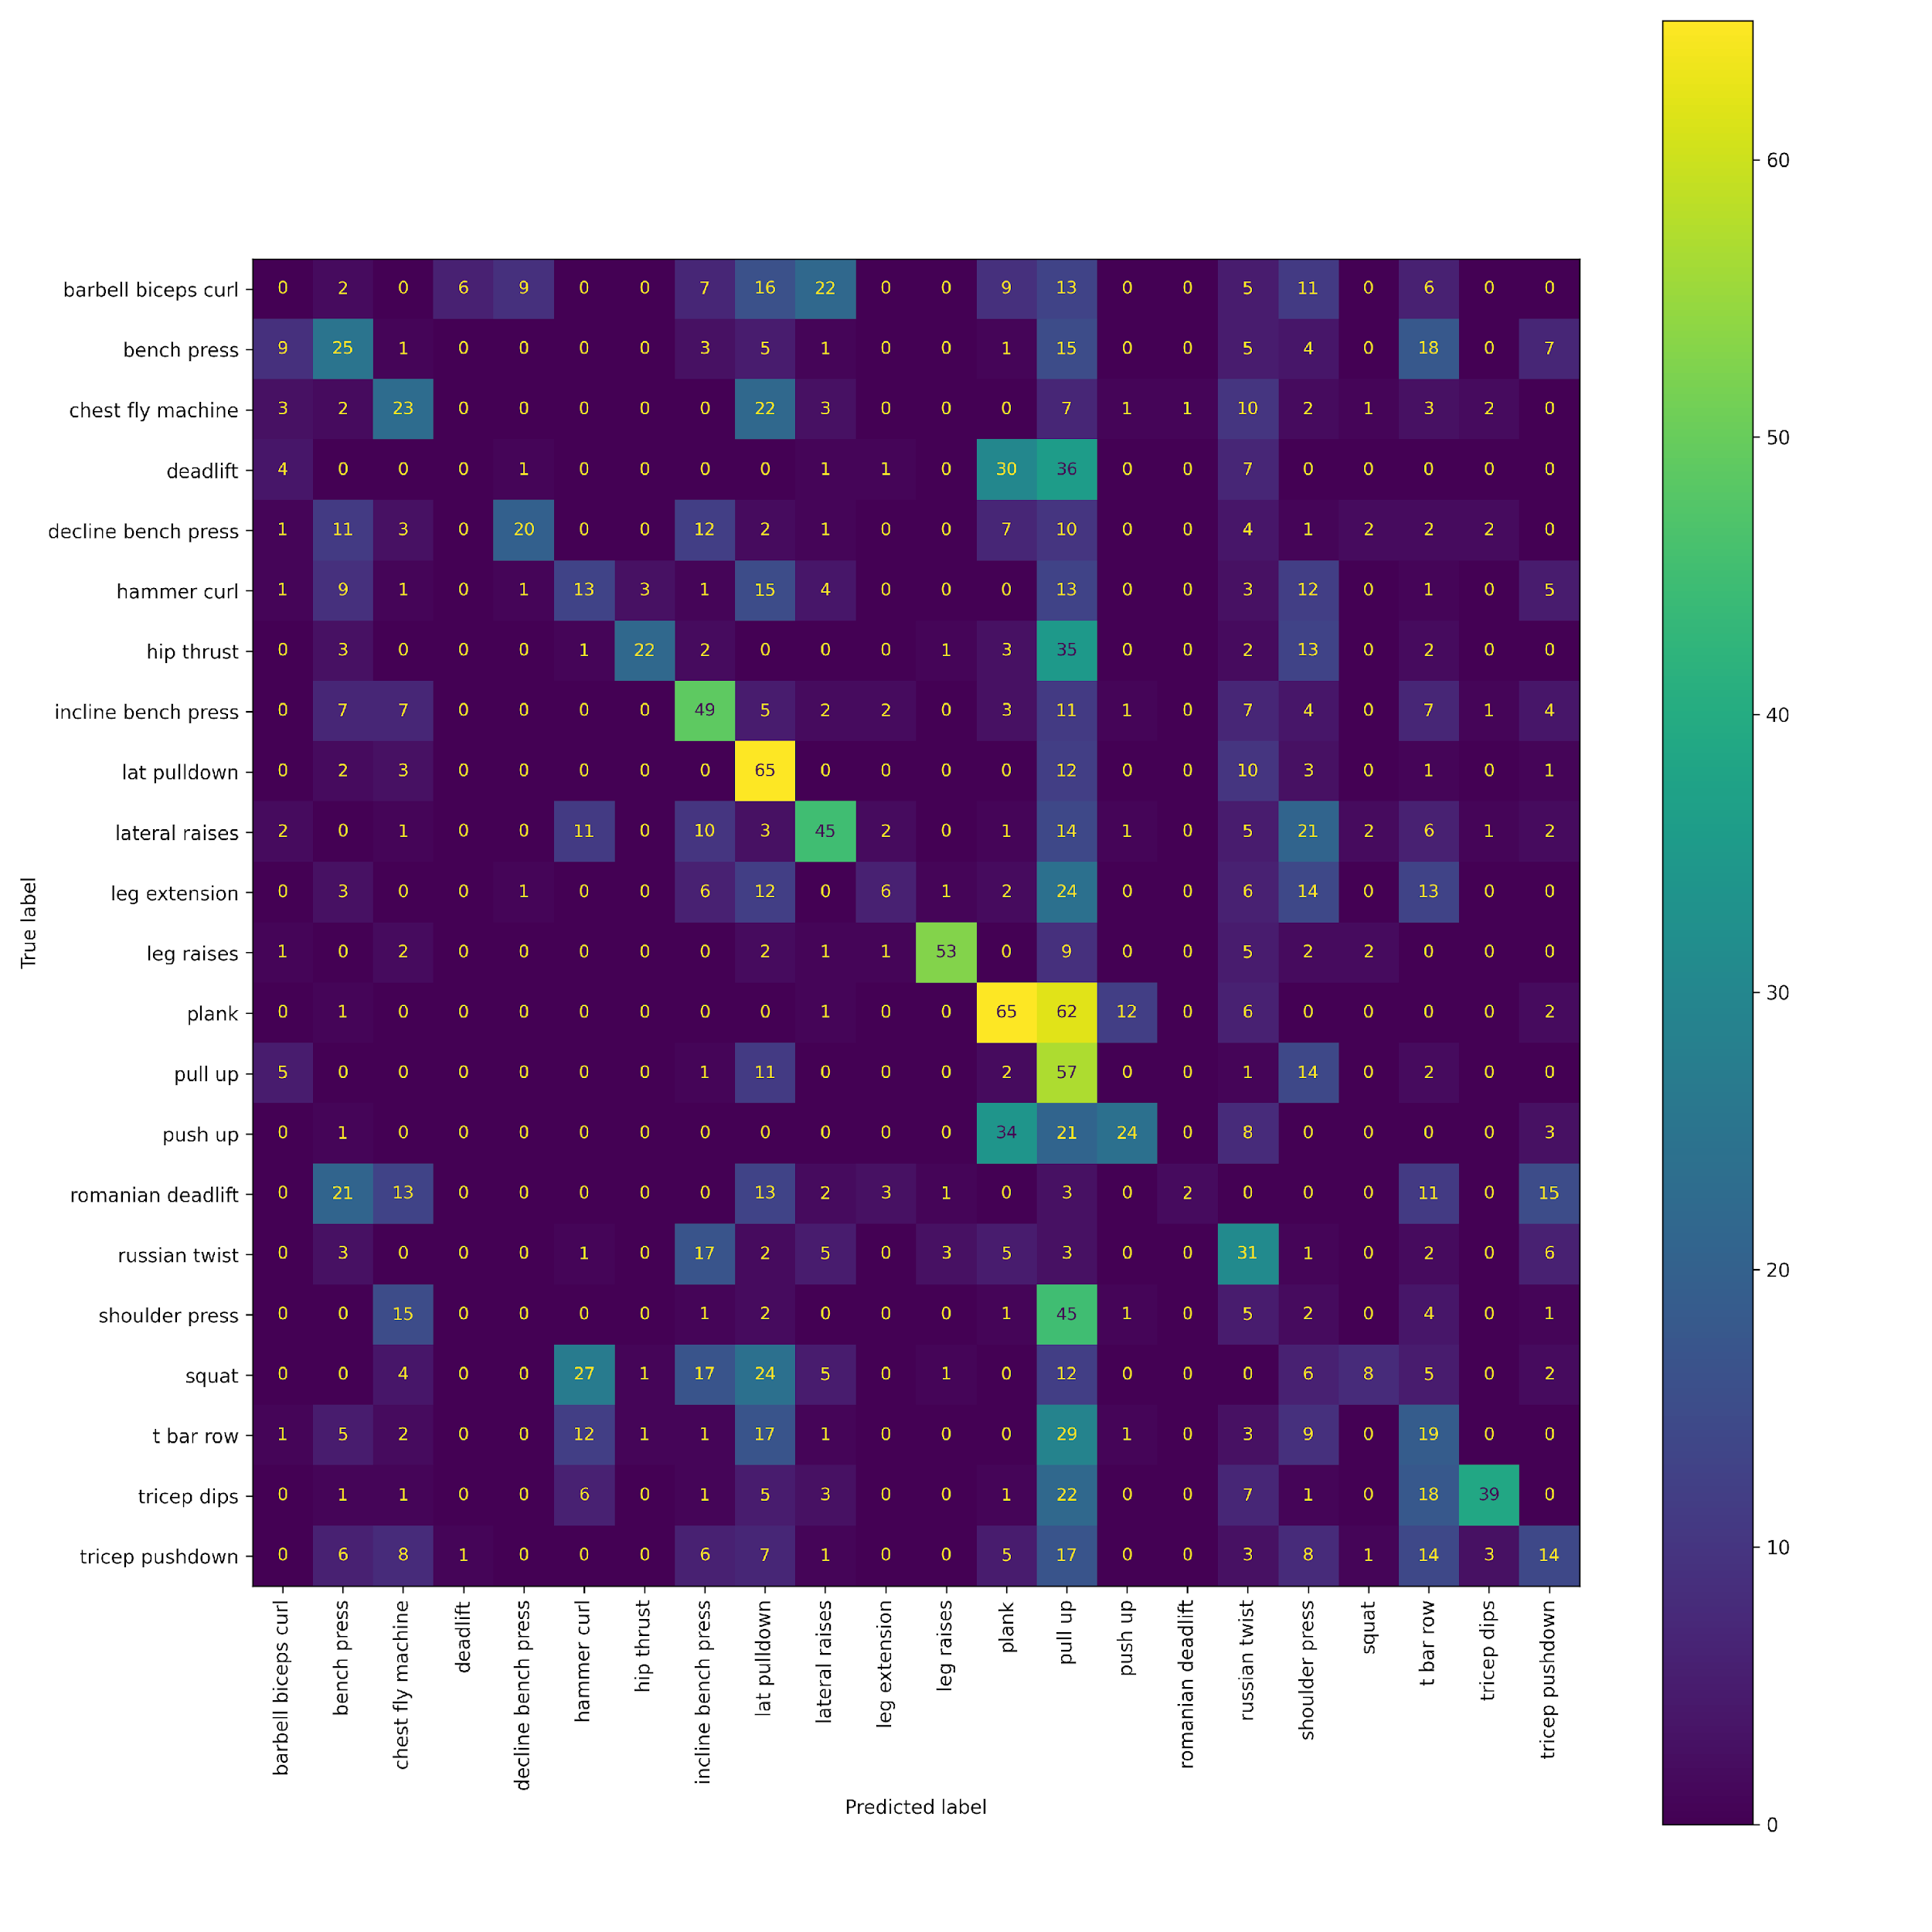 barbell biceps curl 0 2 0 6 9 0 0 7 16 22 0 0 9 13 0 0 5 11 0 6 0 0
bench press 9 25 1 0 0 0 0 3 5 1 0 0 1 15 0 0 5 4 0 18 0 7
chest fly machine 3 2 23 0 0 0 0 0 22 3 0 0 0 7 1 1 10 2 1 3 2 0
deadlift 4 0 0 0 1 0 0 0 0 1 1 0 30 36 0 0 7 0 0 0 0 0
decline bench press 1 11 3 0 20 0 0 12 2 1 0 0 7 10 0 0 4 1 2 2 2 0
hammer curl 1 9 1 0 1 13 3 1 15 4 0 0 0 13 0 0 3 12 0 1 0 5
hip thrust 0 3 0 0 0 1 22 2 0 0 0 1 3 35 0 0 2 13 0 2 0 0
incline bench press 0 7 7 0 0 0 0 49 5 2 2 0 3 11 1 0 7 4 0 7 1 4
lat pulldown 0 2 3 0 0 0 0 0 65 0 0 0 0 12 0 0 10 3 0 1 0 1
lateral raises 2 0 1 0 0 11 0 10 3 45 2 0 1 14 1 0 5 21 2 6 1 2
leg extension 0 3 0 0 1 0 0 6 12 0 6 1 2 24 0 0 6 14 0 13 0 0
leg raises 1 0 2 0 0 0 0 0 2 1 1 53 0 9 0 0 5 2 2 0 0 0
plank 0 1 0 0 0 0 0 0 0 1 0 0 65 62 12 0 6 0 0 0 0 2
pull up 5 0 0 0 0 0 0 1 11 0 0 0 2 57 0 0 1 14 0 2 0 0
push up 0 1 0 0 0 0 0 0 0 0 0 0 34 21 24 0 8 0 0 0 0 3
romanian deadlift 0 21 13 0 0 0 0 0 13 2 3 1 0 3 0 2 0 0 0 11 0 15
russian twist 0 3 0 0 0 1 0 17 2 5 0 3 5 3 0 0 31 1 0 2 0 6
shoulder press 0 0 15 0 0 0 0 1 2 0 0 0 1 45 1 0 5 2 0 4 0 1
squat 0 0 4 0 0 27 1 17 24 5 0 1 0 12 0 0 0 6 8 5 0 2
t bar row 1 5 2 0 0 12 1 1 17 1 0 0 0 29 1 0 3 9 0 19 0 0
tricep dips 0 1 1 0 0 6 0 1 5 3 0 0 1 22 0 0 7 1 0 18 39 0
tricep pushdown 0 6 8 1 0 0 0 6 7 1 0 0 5 17 0 0 3 8 1 14 3 14
True label
barbell biceps curl
bench press
chest fly machine
deadlift
decline bench press
hammer curl
hip thrust
incline bench press
lat pulldown
lateral raises
leg extension
leg raises
plank
pull up
push up
romanian deadlift
russian twist
shoulder press
squat
t bar row
tricep dips
tricep pushdown
Predicted label
60
50
40
30
20
10
0